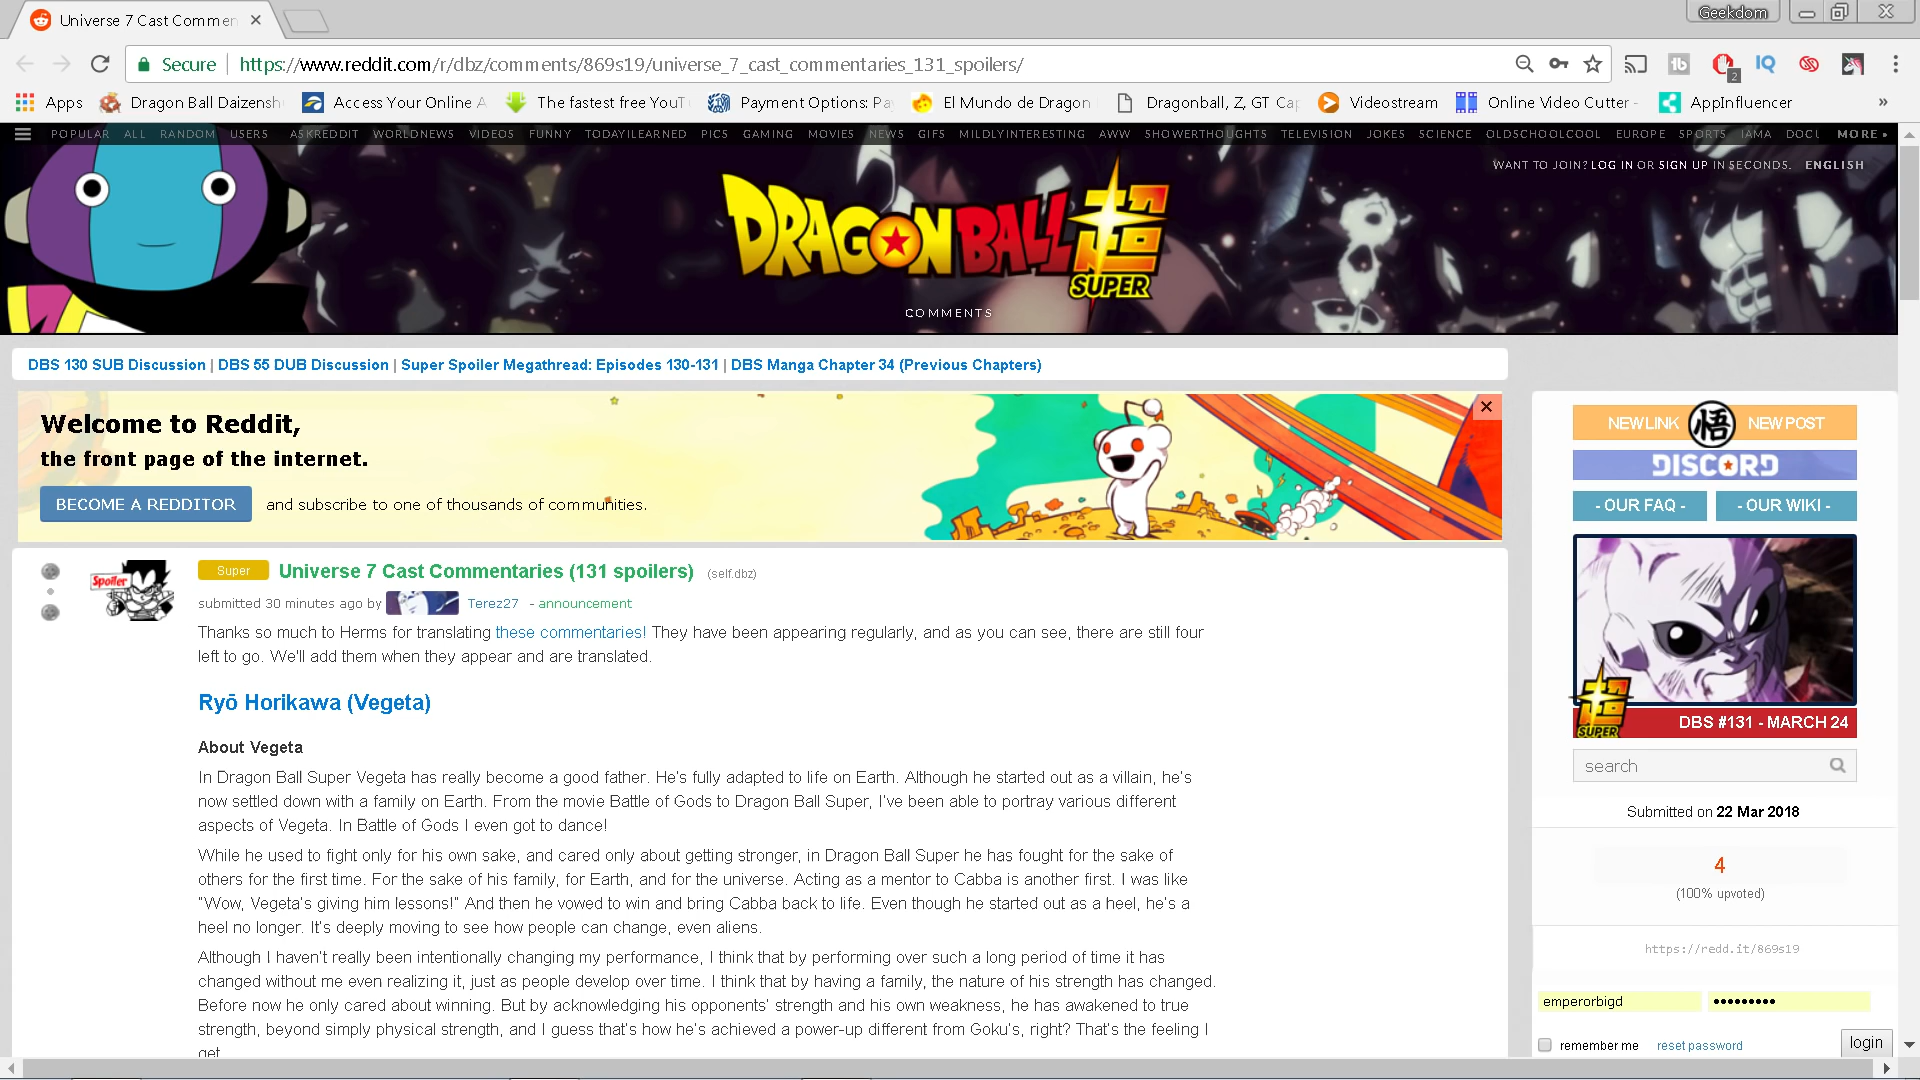 Universe 7 Cast Commen
Geekdom
Secure
https://www.reddit.com/r/dbz/comments/869s19/universe_7_cast_commentaries_131_spoilers/
2
IQ
Apps
Dragon Ball Daizensh
Access Your Online A
The fastest free YouT
Payment Options: Pa
El Mundo de Dragon
Dragonball, Z, GT Cap
Videostream
Online Video Cutter -
AppInfluencer
»
POPULAR ALL RANDOM USERS ASKREDDIT WORLDNEWS VIDEOS FUNNY TODAYILEARNED PICS GAMING MOVIES NEWS GIFS MILDLYINTERESTING AWW SHOWERTHOUGHTS TELEVISION JOKES SCIENCE OLDSCHOOLCOOL EUROPE SPORTS IAMA DOCU MORE »
WANT TO JOIN? LOG IN OR SIGN UP IN SECONDS. ENGLISH
DRAGON BALL 超
SUPER
COMMENTS
DBS 130 SUB Discussion | DBS 55 DUB Discussion | Super Spoiler Megathread: Episodes 130-131 | DBS Manga Chapter 34 (Previous Chapters)
Welcome to Reddit,
the front page of the internet.
BECOME A REDDITOR
and subscribe to one of thousands of communities.
Spoiler
Super
Universe 7 Cast Commentaries (131 spoilers) (self.dbz)
submitted 30 minutes ago by Terez27 - announcement
Thanks so much to Herms for translating these commentaries! They have been appearing regularly, and as you can see, there are still four
left to go. We'll add them when they appear and are translated.
Ryō Horikawa (Vegeta)
About Vegeta
In Dragon Ball Super Vegeta has really become a good father. He's fully adapted to life on Earth. Although he started out as a villain, he's
now settled down with a family on Earth. From the movie Battle of Gods to Dragon Ball Super, I've been able to portray various different
aspects of Vegeta. In Battle of Gods I even got to dance!
While he used to fight only for his own sake, and cared only about getting stronger, in Dragon Ball Super he has fought for the sake of
others for the first time. For the sake of his family, for Earth, and for the universe. Acting as a mentor to Cabba is another first. I was like
"Wow, Vegeta's giving him lessons!" And then he vowed to win and bring Cabba back to life. Even though he started out as a heel, he's a
heel no longer. It's deeply moving to see how people can change, even aliens.
Although I haven't really been intentionally changing my performance, I think that by performing over such a long period of time it has
changed without me even realizing it, just as people develop over time. I think that by having a family, the nature of his strength has changed.
Before now he only cared about winning. But by acknowledging his opponents' strength and his own weakness, he has awakened to true
strength, beyond simply physical strength, and I guess that's how he's achieved a power-up different from Goku's, right? That's the feeling I
get
NEW LINK 悟 NEW POST
DISCORD
- OUR FAQ -
- OUR WIKI -
超
SUPER
DBS #131 - MARCH 24
search
Submitted on 22 Mar 2018
4
(100% upvoted)
https://redd.it/869s19
emperorbigd
•••••••••
remember me
reset password
login